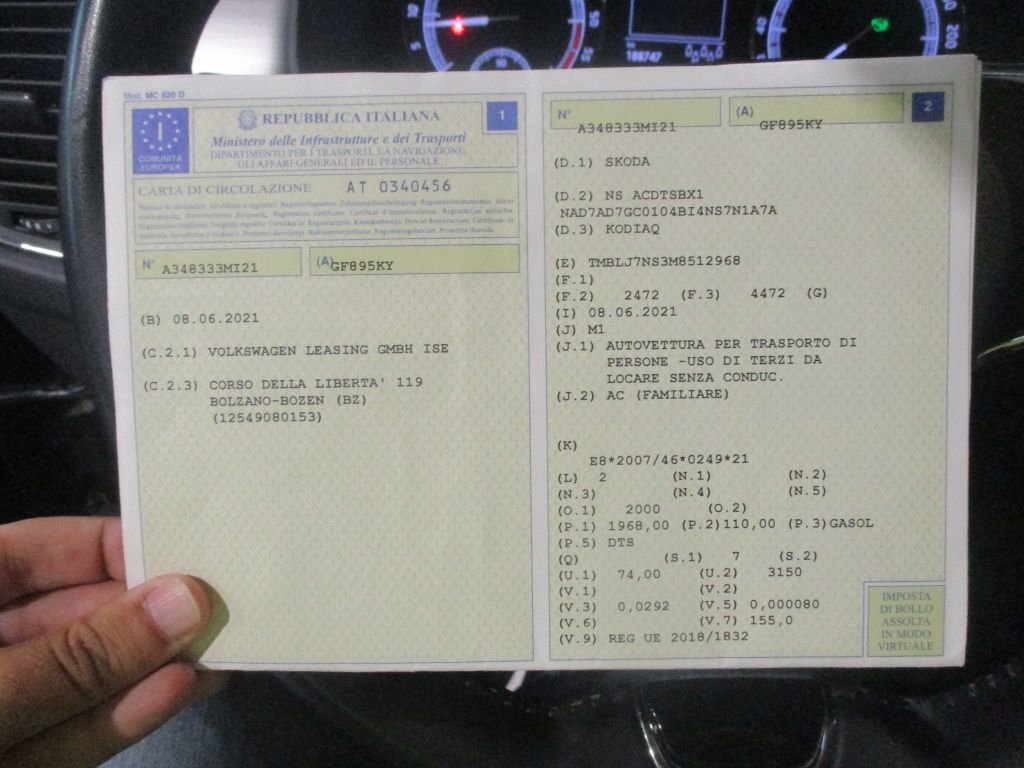 10
5
50
55
188747
40
200
Mod. MC 820 D
I
COMUNITÀ
EUROPEA
REPUBBLICA ITALIANA
1
Ministero delle Infrastrutture e dei Trasporti
DIPARTIMENTO PER I TRASPORTI, LA NAVIGAZIONE,
GLI AFFARI GENERALI ED IL PERSONALE
CARTA DI CIRCOLAZIONE AT 0340456
N° A348333MI21
(A) GF895KY
(B) 08.06.2021
(C.2.1) VOLKSWAGEN LEASING GMBH ISE
(C.2.3) CORSO DELLA LIBERTA' 119
BOLZANO-BOZEN (BZ)
(12549080153)
N° A348333MI21
(A) GF895KY
2
(D.1) SKODA
(D.2) NS ACDTSBX1
NAD7AD7GC0104BI4NS7N1A7A
(D.3) KODIAQ
(E) TMBLJ7NS3M8512968
(F.1)
(F.2) 2472 (F.3) 4472 (G)
(I) 08.06.2021
(J) M1
(J.1) AUTOVETTURA PER TRASPORTO DI
PERSONE -USO DI TERZI DA
LOCARE SENZA CONDUC.
(J.2) AC (FAMILIARE)
(K)
E8*2007/46*0249*21
(L) 2 (N.1) (N.2)
(N.3) (N.4) (N.5)
(O.1) 2000 (O.2)
(P.1) 1968,00 (P.2)110,00 (P.3)GASOL
(P.5) DTS
(Q) (S.1) 7 (S.2)
(U.1) 74,00 (U.2) 3150
(V.1) (V.2)
(V.3) 0,0292 (V.5) 0,000080
(V.6) (V.7) 155,0
(V.9) REG UE 2018/1832
IMPOSTA
DI BOLLO
ASSOLTA
IN MODO
VIRTUALE